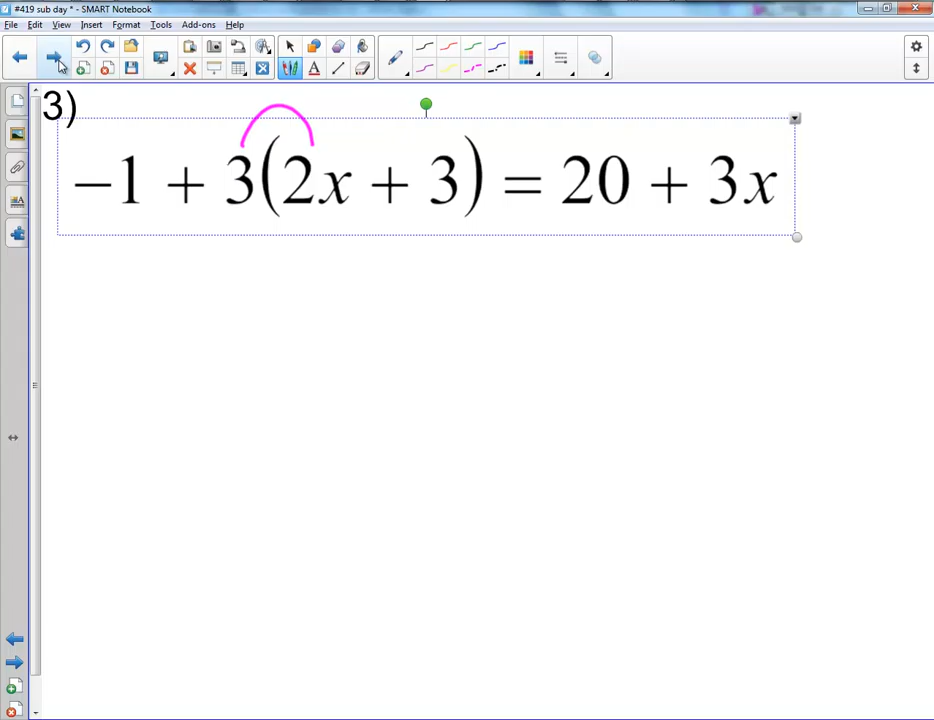 #419 sub day * - SMART Notebook
File Edit View Insert Format Tools Add-ons Help
3)
−1 + 3(2x + 3) = 20 + 3x